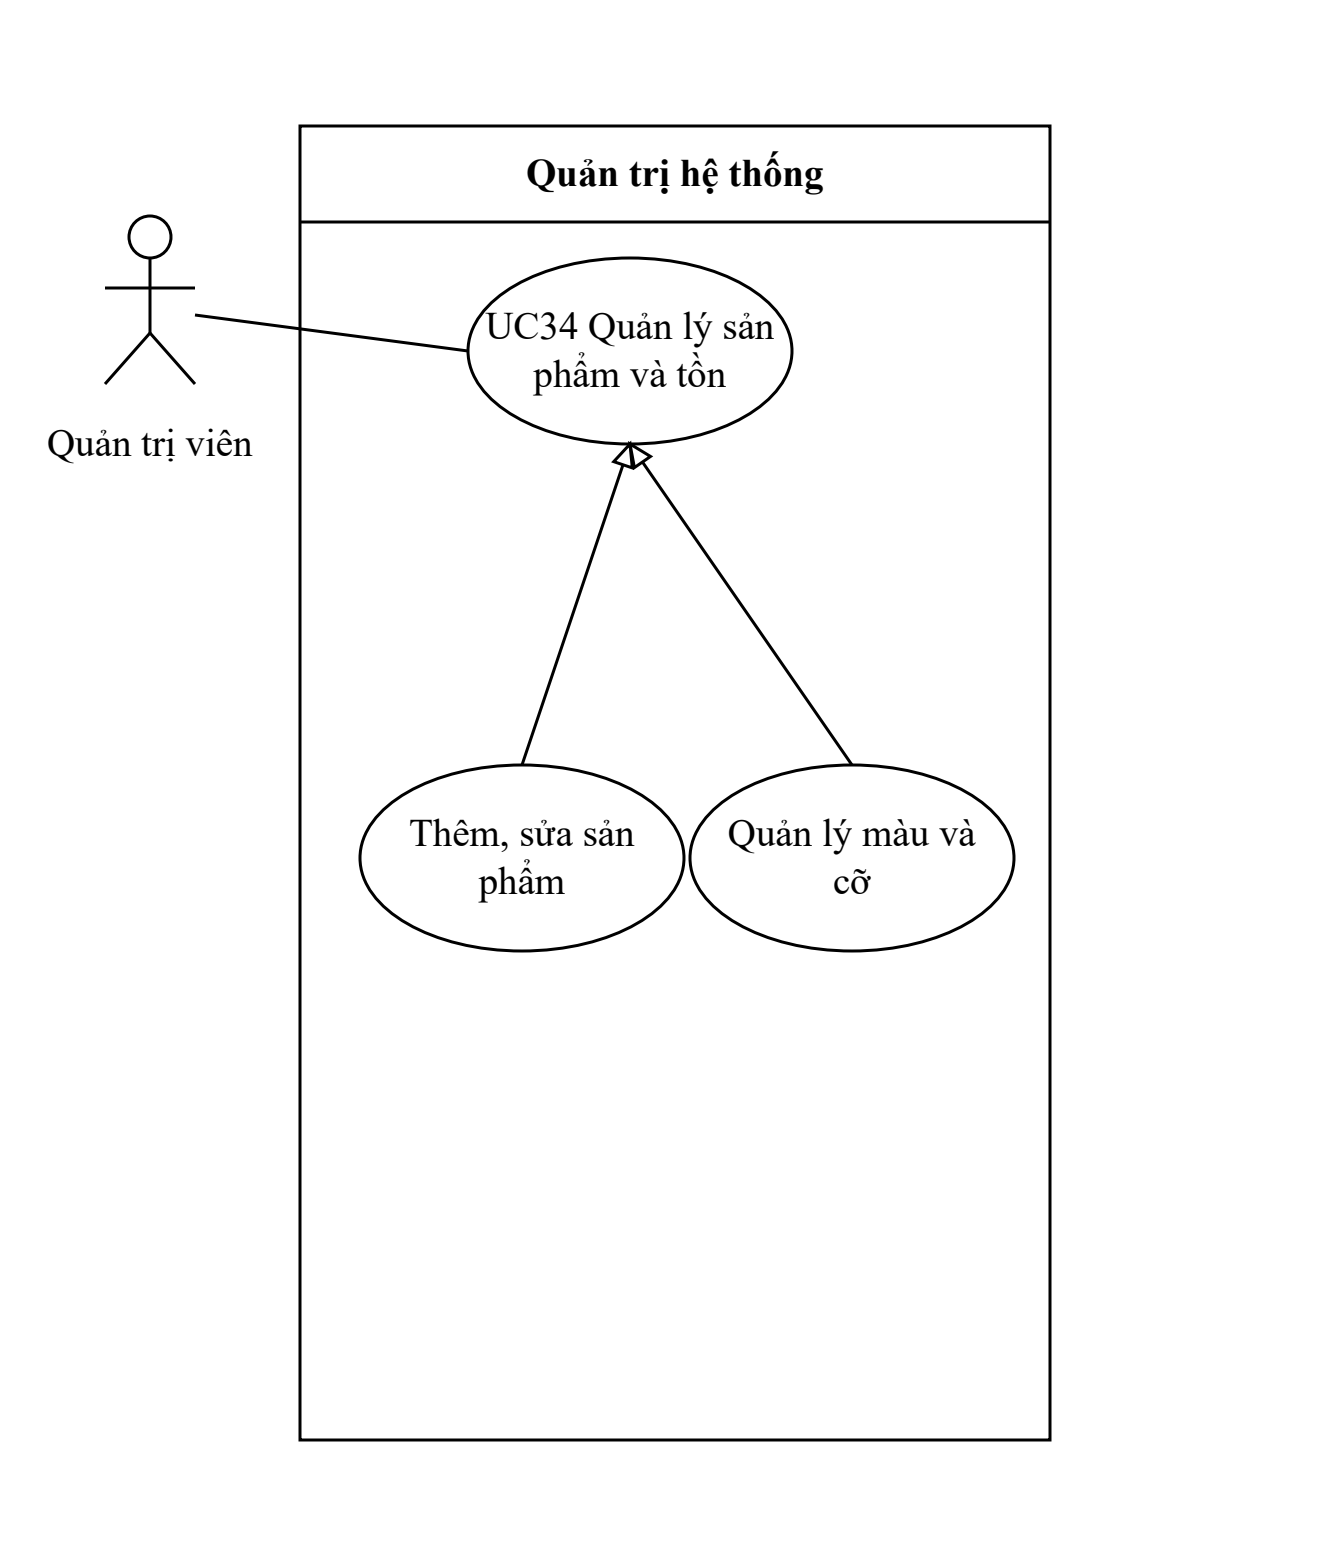 Quản trị hệ thống
UC34 Quản lý sản
phẩm và tồn
Quản trị viên
Thêm, sửa sản
phẩm
Quản lý màu và
cỡ